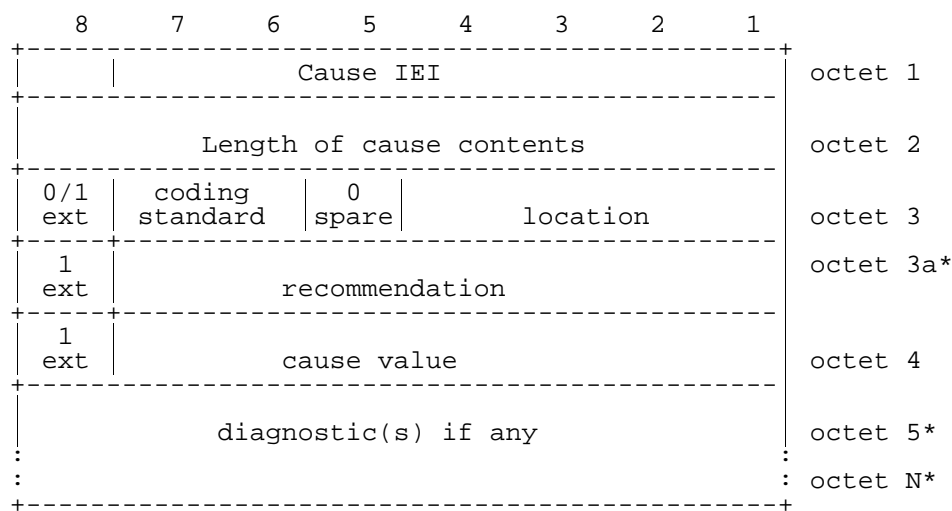 8 7 6 5 4 3 2 1
Cause IEI octet 1
Length of cause contents octet 2
0/1 coding 0
ext standard spare location octet 3
1 octet 3a*
ext recommendation
1
ext cause value octet 4
diagnostic(s) if any octet 5*
: :
: : octet N*